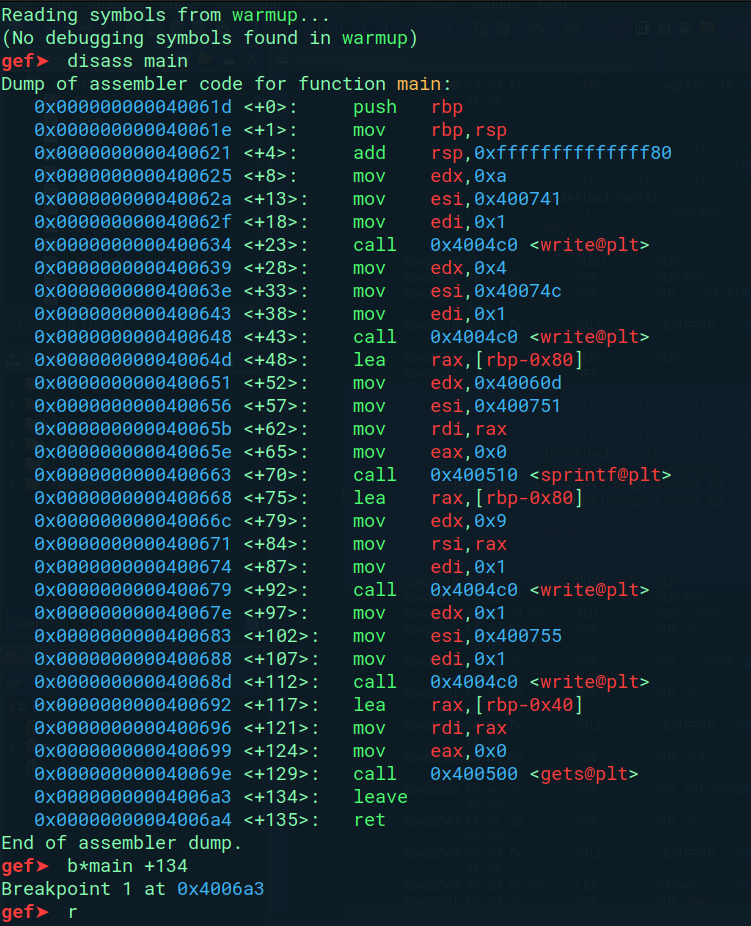 Reading symbols from warmup...
(No debugging symbols found in warmup)
gef➤  disass main
Dump of assembler code for function main:
   0x000000000040061d <+0>:	push   rbp
   0x000000000040061e <+1>:	mov    rbp,rsp
   0x0000000000400621 <+4>:	add    rsp,0xffffffffffffff80
   0x0000000000400625 <+8>:	mov    edx,0xa
   0x000000000040062a <+13>:	mov    esi,0x400741
   0x000000000040062f <+18>:	mov    edi,0x1
   0x0000000000400634 <+23>:	call   0x4004c0 <write@plt>
   0x0000000000400639 <+28>:	mov    edx,0x4
   0x000000000040063e <+33>:	mov    esi,0x40074c
   0x0000000000400643 <+38>:	mov    edi,0x1
   0x0000000000400648 <+43>:	call   0x4004c0 <write@plt>
   0x000000000040064d <+48>:	lea    rax,[rbp-0x80]
   0x0000000000400651 <+52>:	mov    edx,0x40060d
   0x0000000000400656 <+57>:	mov    esi,0x400751
   0x000000000040065b <+62>:	mov    rdi,rax
   0x000000000040065e <+65>:	mov    eax,0x0
   0x0000000000400663 <+70>:	call   0x400510 <sprintf@plt>
   0x0000000000400668 <+75>:	lea    rax,[rbp-0x80]
   0x000000000040066c <+79>:	mov    edx,0x9
   0x0000000000400671 <+84>:	mov    rsi,rax
   0x0000000000400674 <+87>:	mov    edi,0x1
   0x0000000000400679 <+92>:	call   0x4004c0 <write@plt>
   0x000000000040067e <+97>:	mov    edx,0x1
   0x0000000000400683 <+102>:	mov    esi,0x400755
   0x0000000000400688 <+107>:	mov    edi,0x1
   0x000000000040068d <+112>:	call   0x4004c0 <write@plt>
   0x0000000000400692 <+117>:	lea    rax,[rbp-0x40]
   0x0000000000400696 <+121>:	mov    rdi,rax
   0x0000000000400699 <+124>:	mov    eax,0x0
   0x000000000040069e <+129>:	call   0x400500 <gets@plt>
   0x00000000004006a3 <+134>:	leave
   0x00000000004006a4 <+135>:	ret
End of assembler dump.
gef➤  b*main +134
Breakpoint 1 at 0x4006a3
gef➤  r